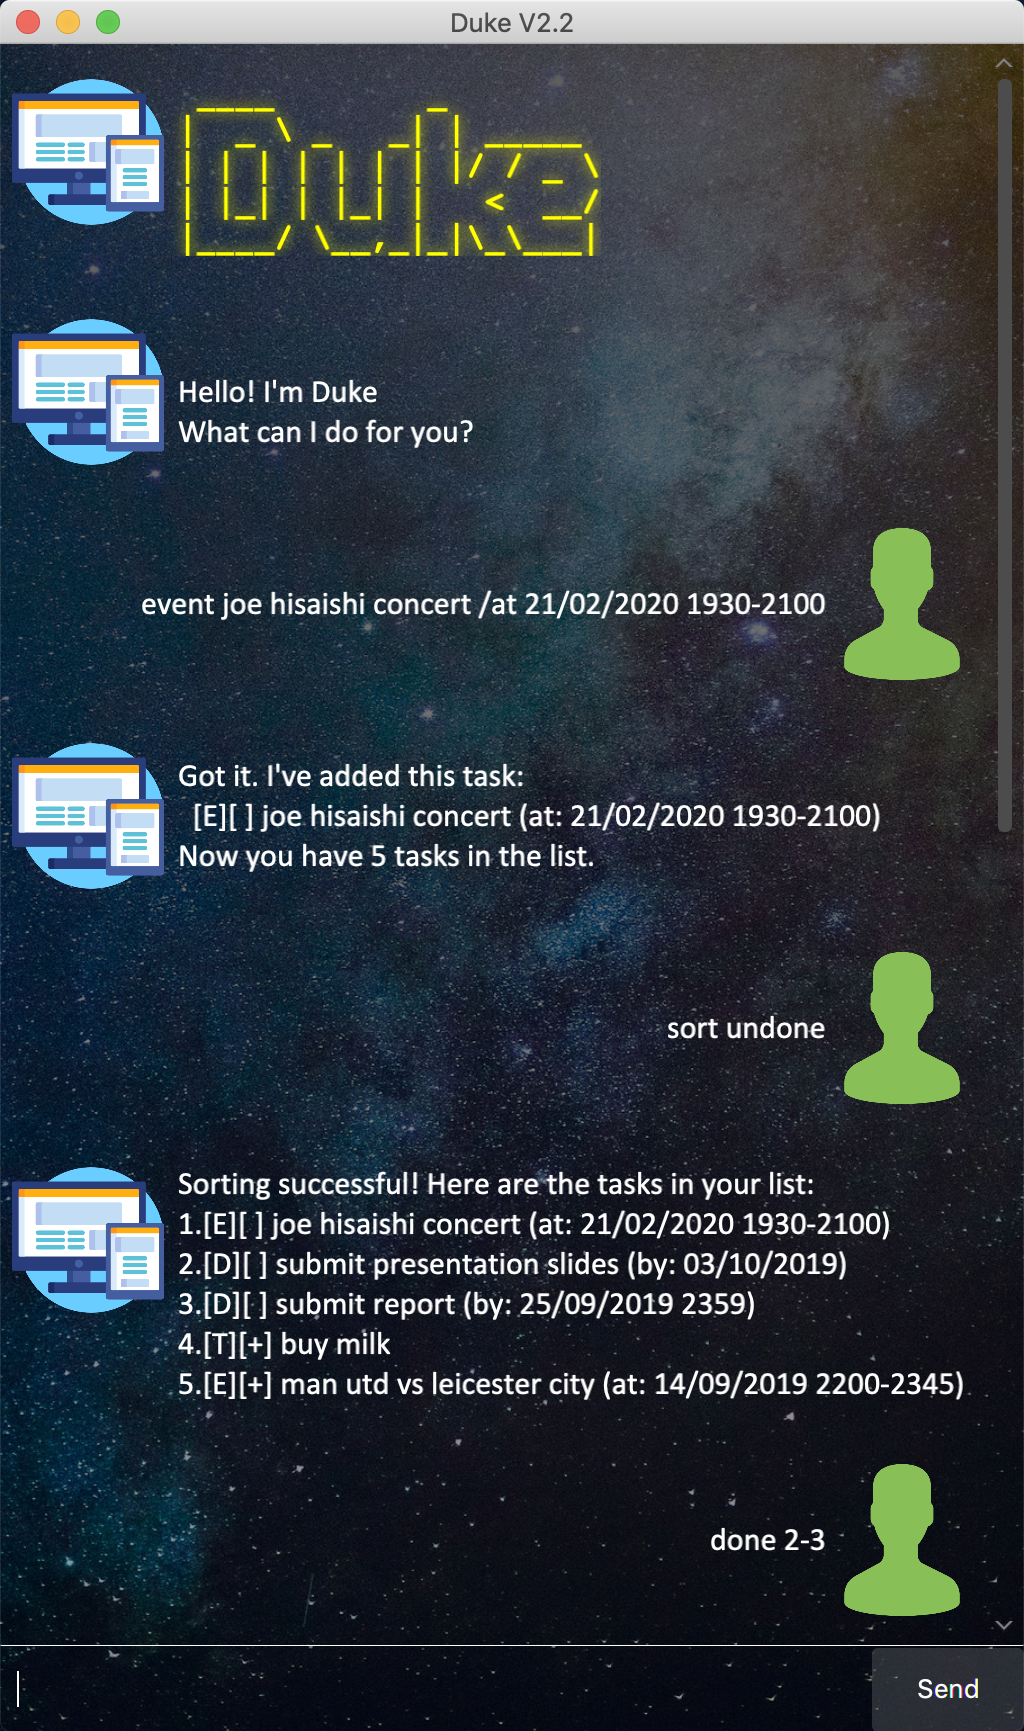 Duke V2.2
Duke
Hello! I'm Duke
What can I do for you?
event joe hisaishi concert /at 21/02/2020 1930-2100
Got it. I've added this task:
[E][ ] joe hisaishi concert (at: 21/02/2020 1930-2100)
Now you have 5 tasks in the list.
sort undone
Sorting successful! Here are the tasks in your list:
1.[E][ ] joe hisaishi concert (at: 21/02/2020 1930-2100)
2.[D][ ] submit presentation slides (by: 03/10/2019)
3.[D][ ] submit report (by: 25/09/2019 2359)
4.[T][+] buy milk
5.[E][+] man utd vs leicester city (at: 14/09/2019 2200-2345)
done 2-3
Send